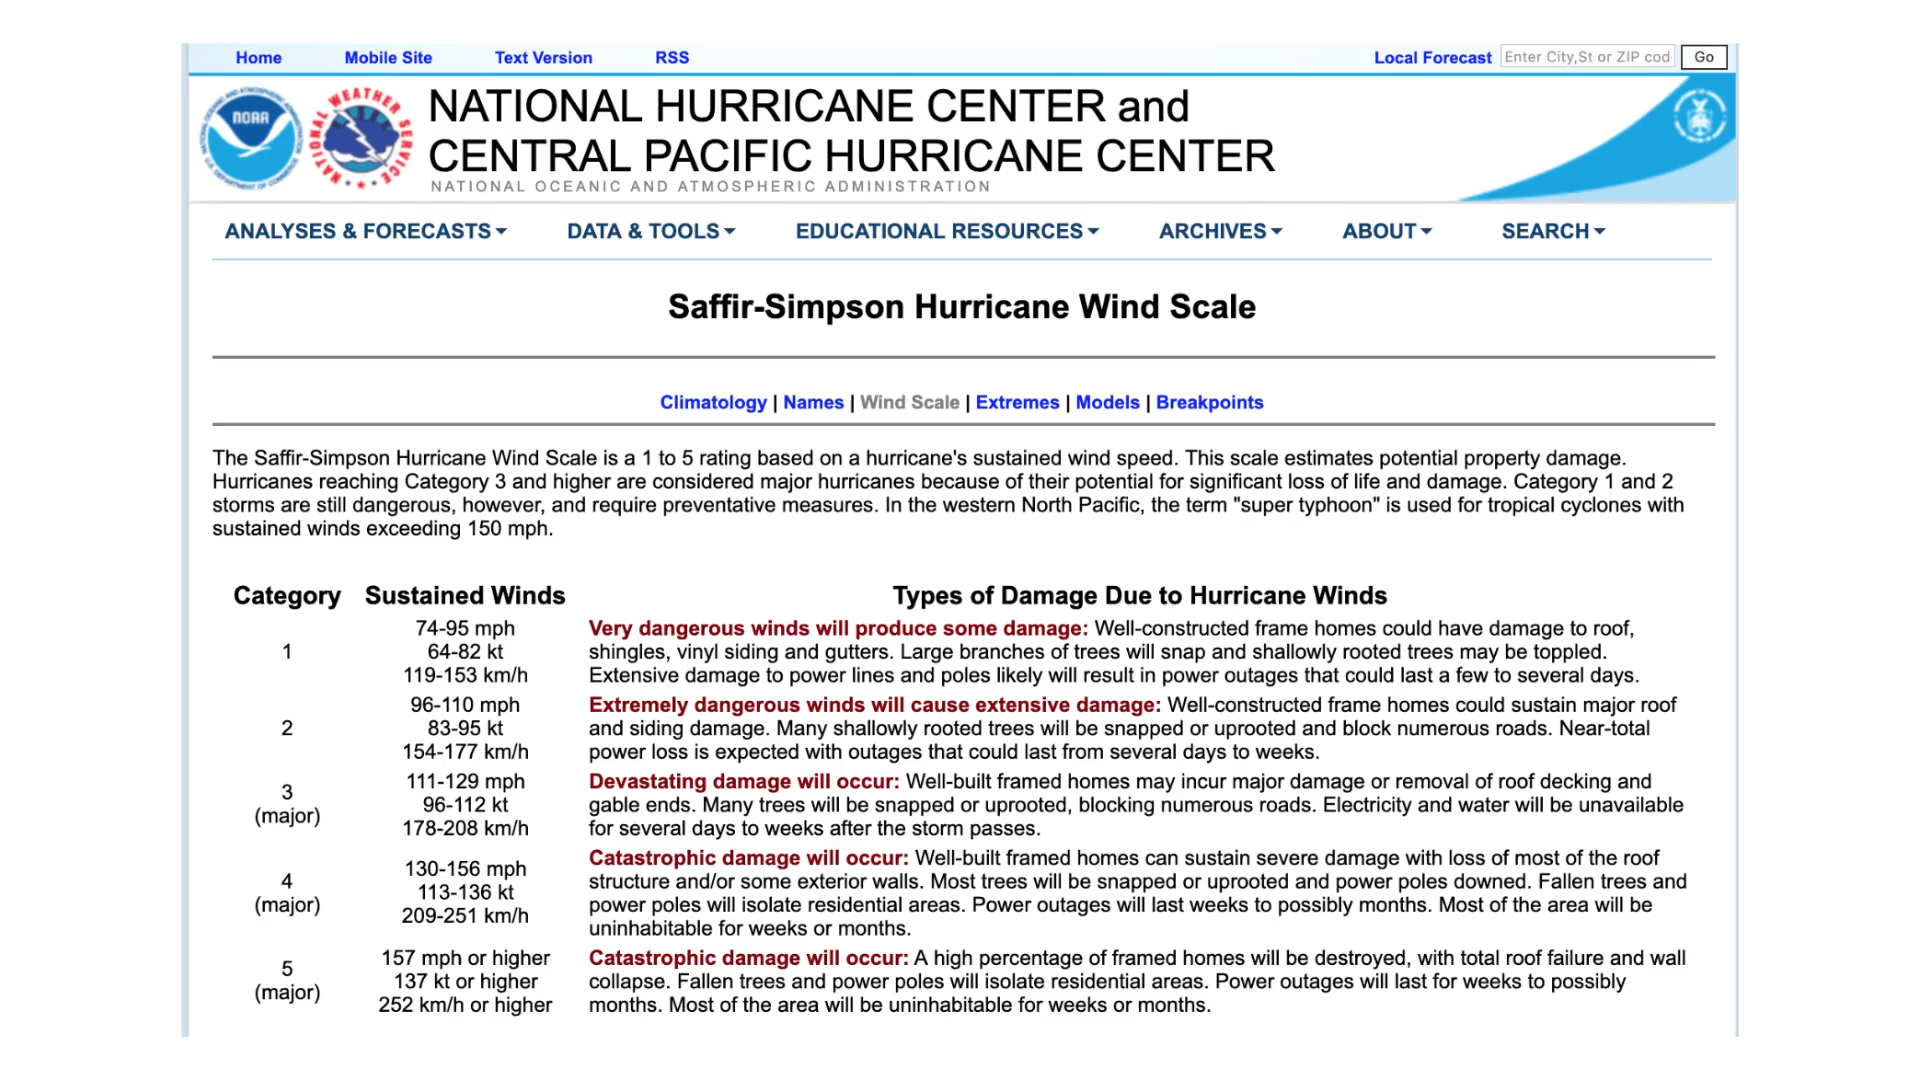 Home Mobile Site Text Version RSS Local Forecast Enter City,St or ZIP cod Go
NOAA
NATIONAL WEATHER SERVICE
NATIONAL HURRICANE CENTER and
CENTRAL PACIFIC HURRICANE CENTER
NATIONAL OCEANIC AND ATMOSPHERIC ADMINISTRATION
ANALYSES & FORECASTS DATA & TOOLS EDUCATIONAL RESOURCES ARCHIVES ABOUT SEARCH
Saffir-Simpson Hurricane Wind Scale
Climatology | Names | Wind Scale | Extremes | Models | Breakpoints
The Saffir-Simpson Hurricane Wind Scale is a 1 to 5 rating based on a hurricane's sustained wind speed. This scale estimates potential property damage.
Hurricanes reaching Category 3 and higher are considered major hurricanes because of their potential for significant loss of life and damage. Category 1 and 2
storms are still dangerous, however, and require preventative measures. In the western North Pacific, the term "super typhoon" is used for tropical cyclones with
sustained winds exceeding 150 mph.
Category Sustained Winds Types of Damage Due to Hurricane Winds
1
74-95 mph
64-82 kt
119-153 km/h
Very dangerous winds will produce some damage: Well-constructed frame homes could have damage to roof,
shingles, vinyl siding and gutters. Large branches of trees will snap and shallowly rooted trees may be toppled.
Extensive damage to power lines and poles likely will result in power outages that could last a few to several days.
2
96-110 mph
83-95 kt
154-177 km/h
Extremely dangerous winds will cause extensive damage: Well-constructed frame homes could sustain major roof
and siding damage. Many shallowly rooted trees will be snapped or uprooted and block numerous roads. Near-total
power loss is expected with outages that could last from several days to weeks.
3
(major)
111-129 mph
96-112 kt
178-208 km/h
Devastating damage will occur: Well-built framed homes may incur major damage or removal of roof decking and
gable ends. Many trees will be snapped or uprooted, blocking numerous roads. Electricity and water will be unavailable
for several days to weeks after the storm passes.
4
(major)
130-156 mph
113-136 kt
209-251 km/h
Catastrophic damage will occur: Well-built framed homes can sustain severe damage with loss of most of the roof
structure and/or some exterior walls. Most trees will be snapped or uprooted and power poles downed. Fallen trees and
power poles will isolate residential areas. Power outages will last weeks to possibly months. Most of the area will be
uninhabitable for weeks or months.
5
(major)
157 mph or higher
137 kt or higher
252 km/h or higher
Catastrophic damage will occur: A high percentage of framed homes will be destroyed, with total roof failure and wall
collapse. Fallen trees and power poles will isolate residential areas. Power outages will last for weeks to possibly
months. Most of the area will be uninhabitable for weeks or months.